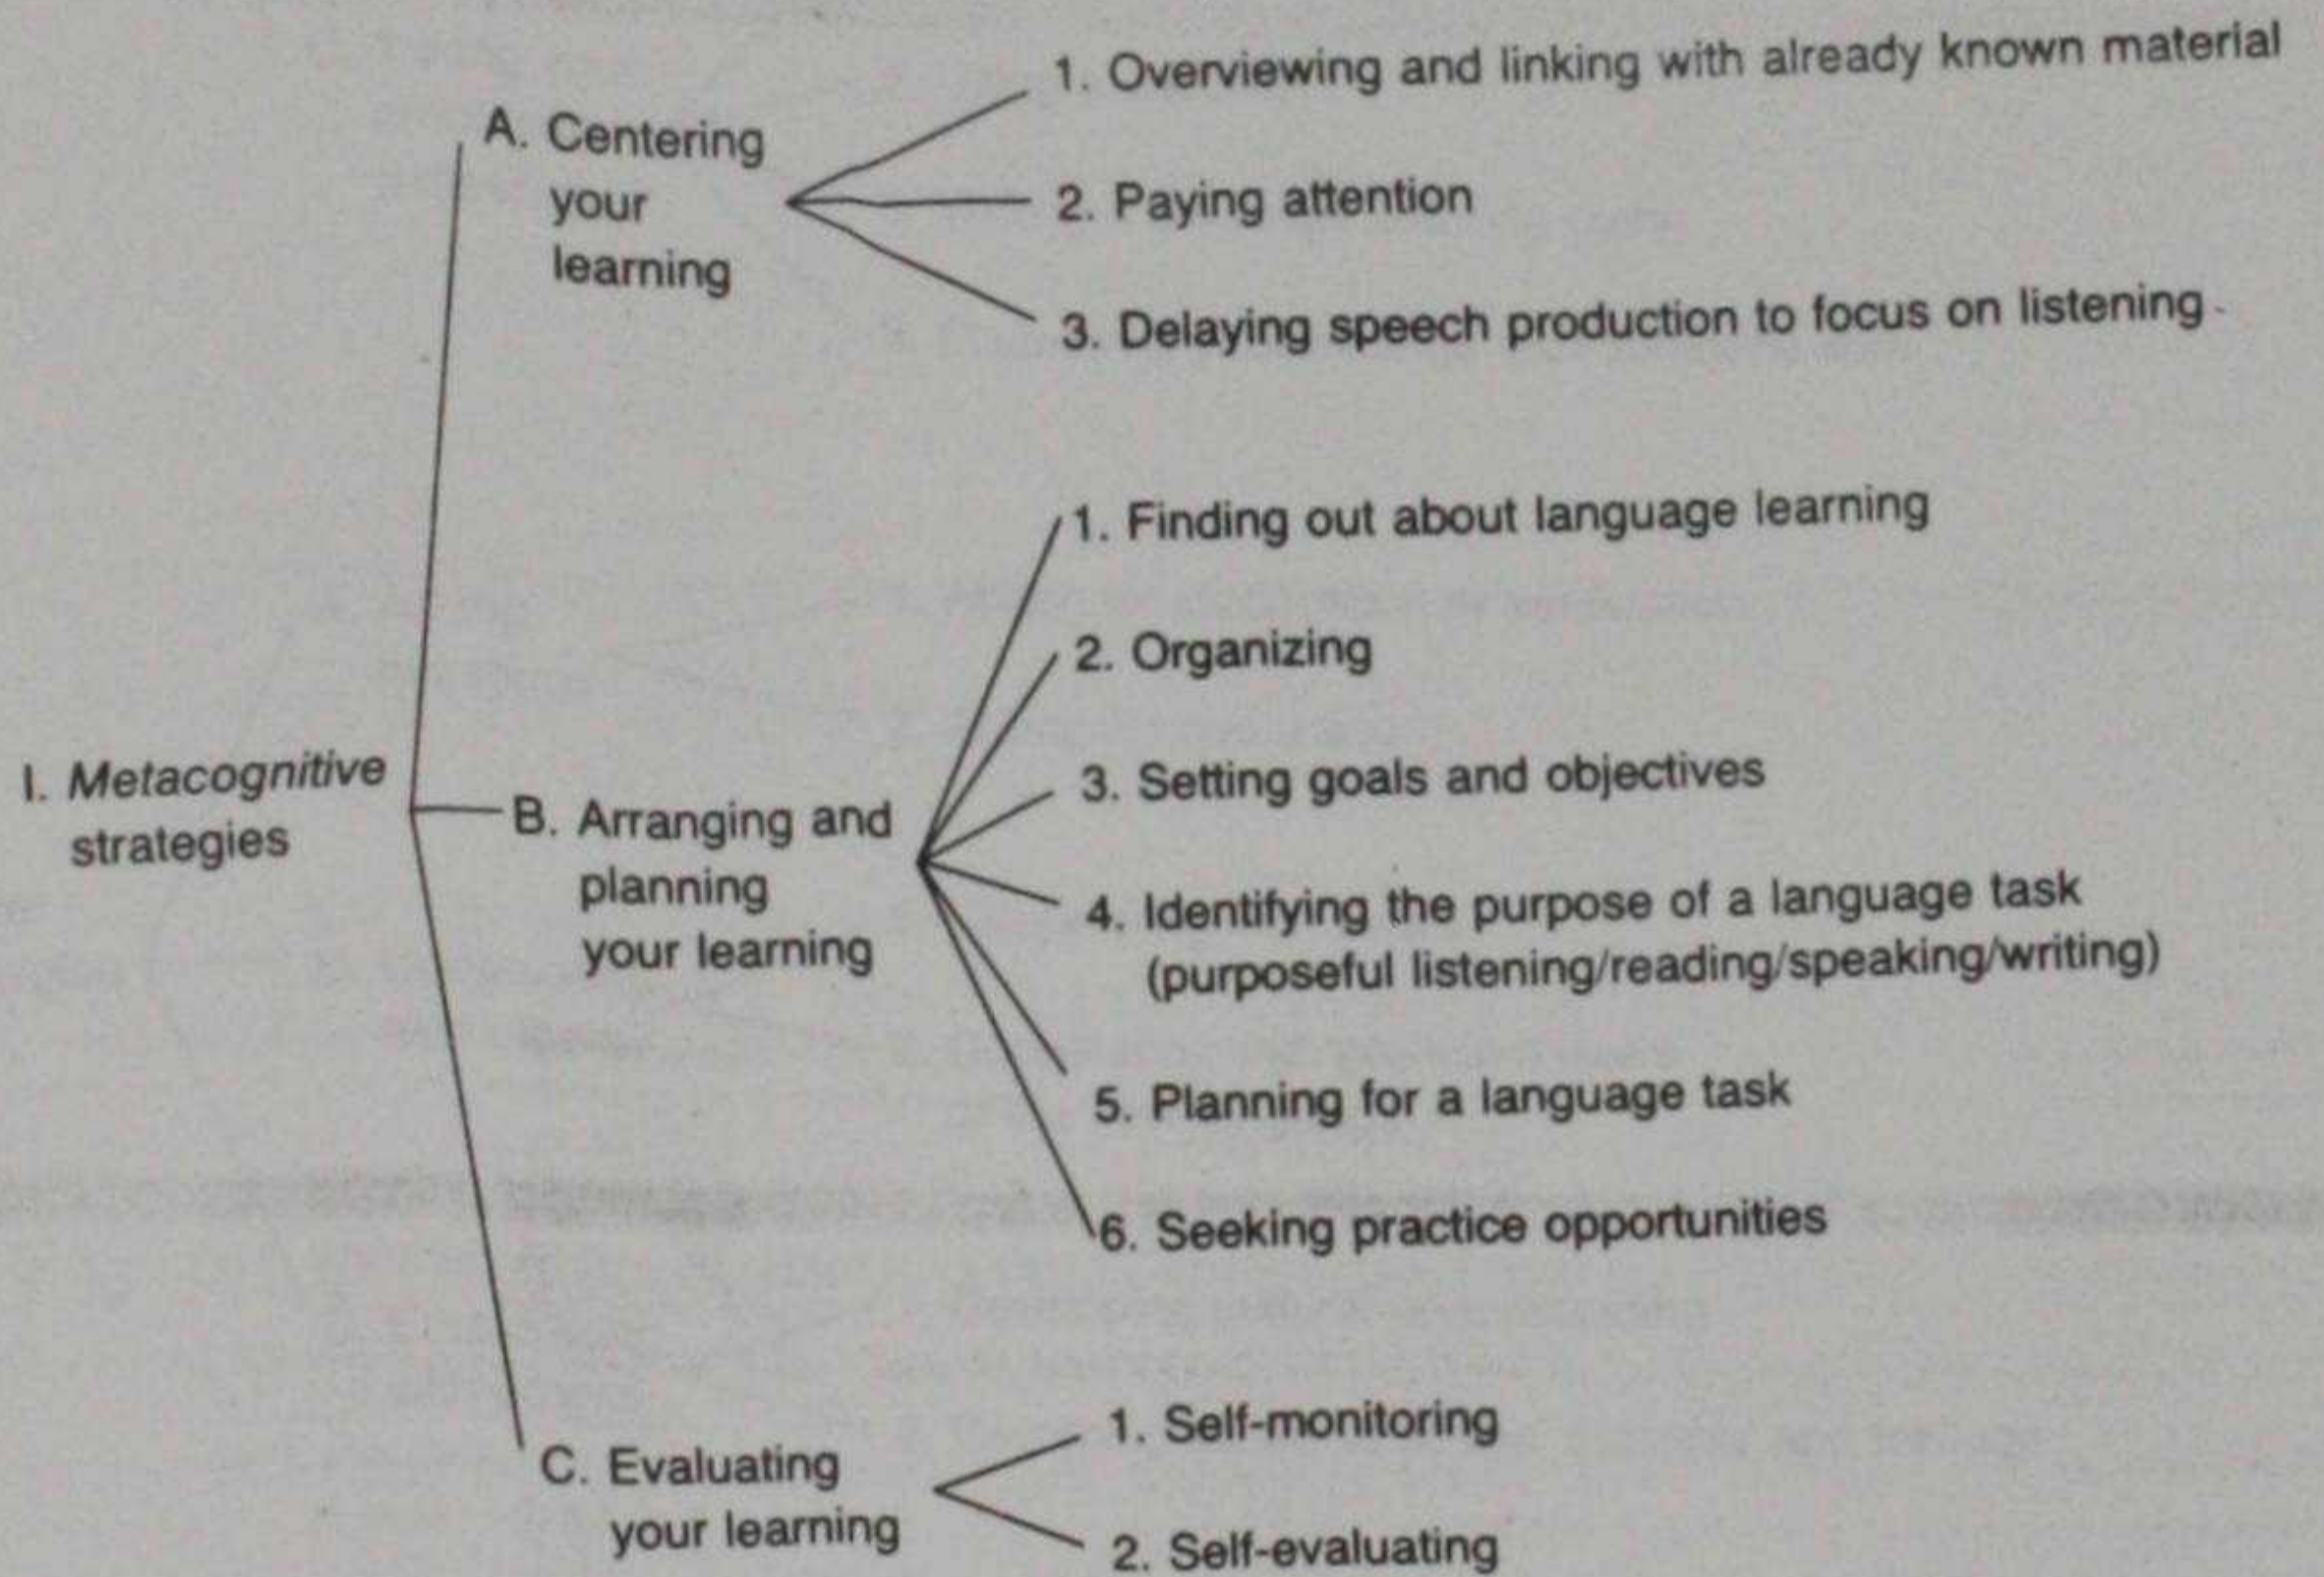 I. Metacognitive
strategies
A. Centering
your
learning
1. Overviewing and linking with already known material
2. Paying attention
3. Delaying speech production to focus on listening
B. Arranging and
planning
your learning
1. Finding out about language learning
2. Organizing
3. Setting goals and objectives
4. Identifying the purpose of a language task
(purposeful listening/reading/speaking/writing)
5. Planning for a language task
6. Seeking practice opportunities
C. Evaluating
your learning
1. Self-monitoring
2. Self-evaluating